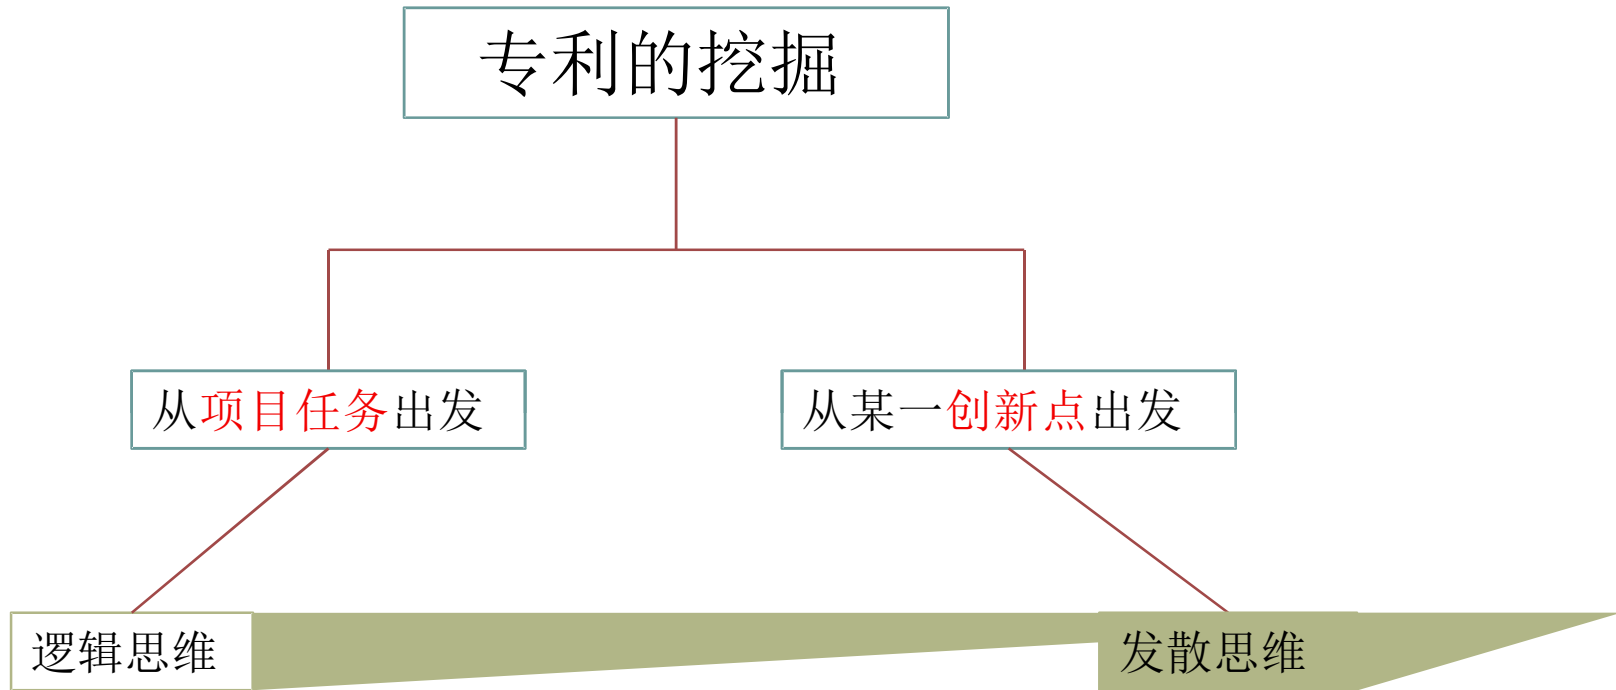 专利的挖掘
从项目任务出发
从某一创新点出发
逻辑思维
发散思维